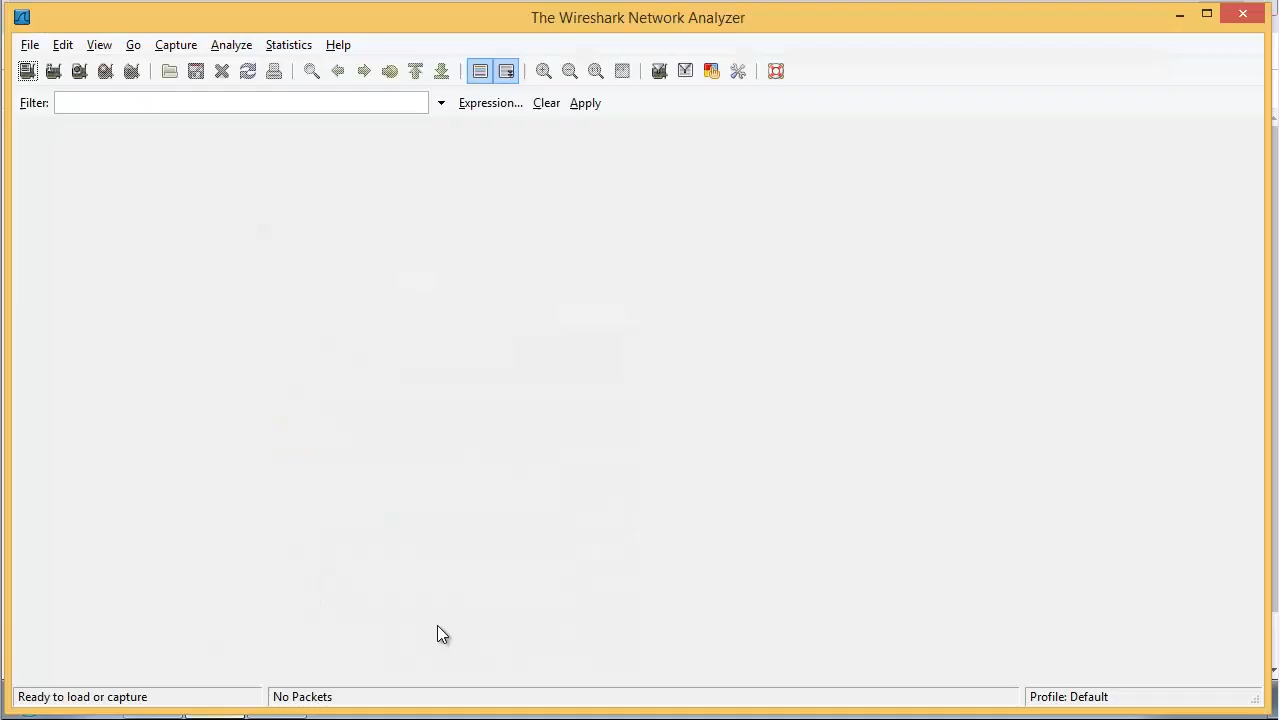 The Wireshark Network Analyzer
File Edit View Go Capture Analyze Statistics Help
Filter: Expression... Clear Apply
Ready to load or capture No Packets Profile: Default